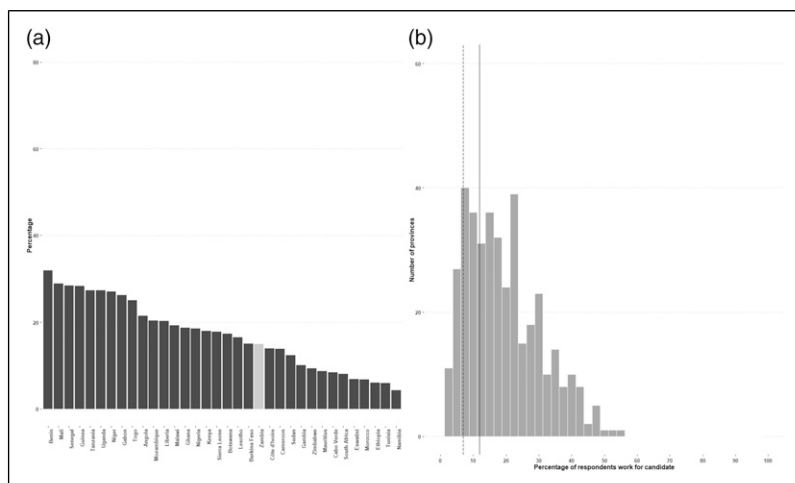 (a)
(b)
80
60
40
20
0
Percentage
Benin
Mali
Senegal
Guinea
Tanzania
Uganda
Niger
Gabon
Togo
Angola
Mozambique
Liberia
Malawi
Ghana
Nigeria
Kenya
Sierra Leone
Botswana
Lesotho
Burkina Faso
Zambia
Côte d'Ivoire
Cameroon
Sudan
Gambia
Zimbabwe
Mauritius
Cabo Verde
South Africa
Eswatini
Morocco
Ethiopia
Tunisia
Namibia
60
40
20
0
Number of provinces
0 10 20 30 40 50 60 70 80 90 100
Percentage of respondents work for candidate